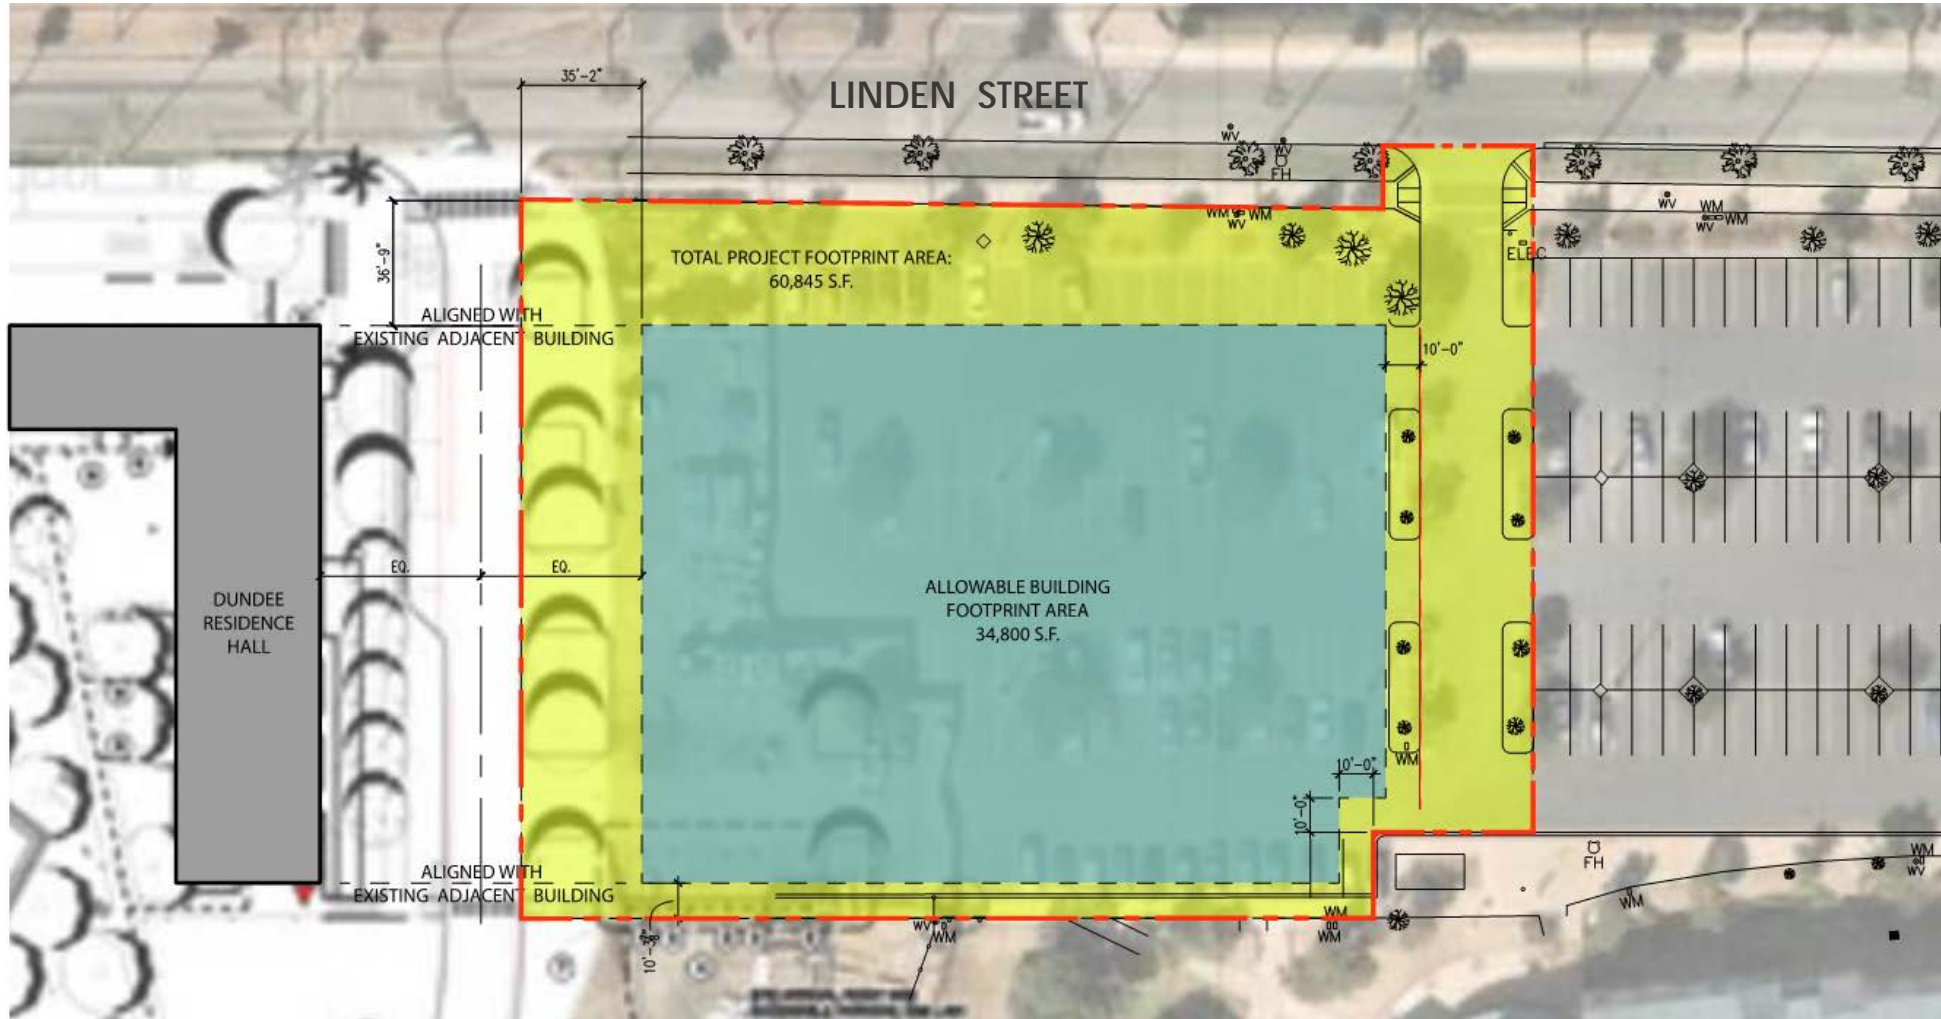 35'-2"
LINDEN STREET
WV
WV
FH
WM
WM
WV
WV
WM
WM
WV
36'-9"
TOTAL PROJECT FOOTPRINT AREA:
60,845 S.F.
ELEC
ALIGNED WITH
EXISTING ADJACENT BUILDING
10'-0"
EQ.
EQ.
DUNDEE
RESIDENCE
HALL
ALLOWABLE BUILDING
FOOTPRINT AREA
34,800 S.F.
WM
10'-0"
10'-0"
FH
WM
WV
ALIGNED WITH
EXISTING ADJACENT BUILDING
WM
WM
WV
WM
WM